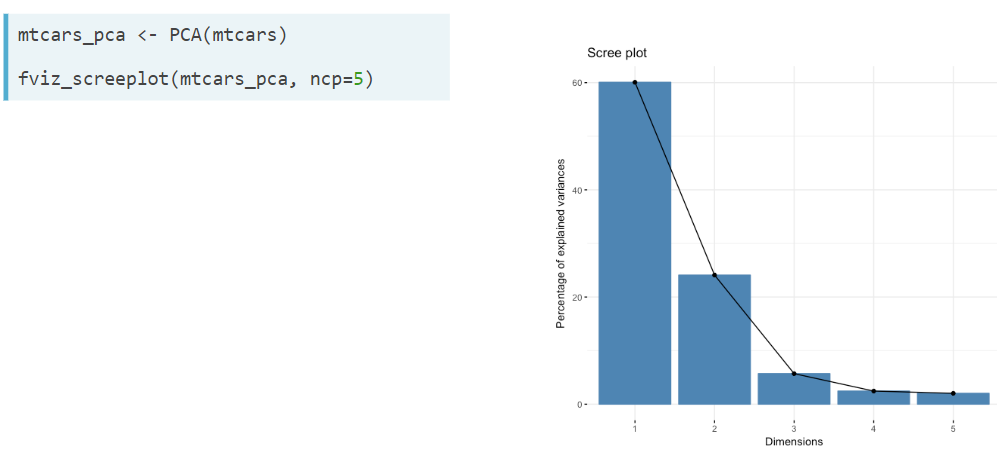 mtcars_pca <- PCA(mtcars)
fviz_screeplot(mtcars_pca, ncp=5)
Scree plot
Percentage of explained variances
60
40
20
0
1 2 3 4 5
Dimensions